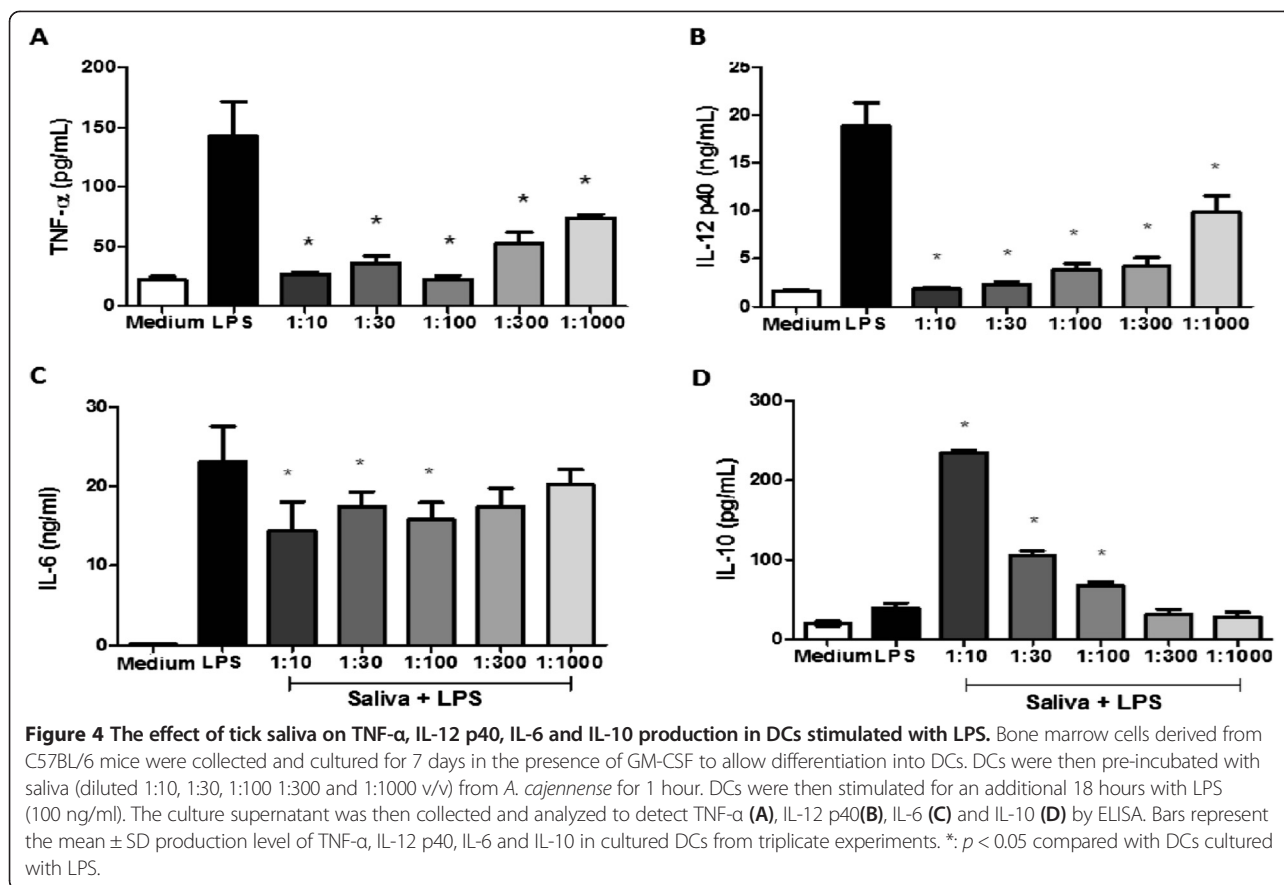 A
200
150
100
50
0
TNF-α (pg/mL)
Medium LPS 1:10 1:30 1:100 1:300 1:1000
* * * * *
B
25
20
15
10
5
0
IL-12 p40 (ng/mL)
Medium LPS 1:10 1:30 1:100 1:300 1:1000
* * * * *
C
30
20
10
0
IL-6 (ng/ml)
Medium LPS 1:10 1:30 1:100 1:300 1:1000
* * *
Saliva + LPS
D
300
200
100
0
IL-10 (pg/mL)
Medium LPS 1:10 1:30 1:100 1:300 1:1000
* * *
Saliva + LPS
Figure 4 The effect of tick saliva on TNF-α, IL-12 p40, IL-6 and IL-10 production in DCs stimulated with LPS. Bone marrow cells derived from
C57BL/6 mice were collected and cultured for 7 days in the presence of GM-CSF to allow differentiation into DCs. DCs were then pre-incubated with
saliva (diluted 1:10, 1:30, 1:100 1:300 and 1:1000 v/v) from A. cajennense for 1 hour. DCs were then stimulated for an additional 18 hours with LPS
(100 ng/ml). The culture supernatant was then collected and analyzed to detect TNF-α (A), IL-12 p40(B), IL-6 (C) and IL-10 (D) by ELISA. Bars represent
the mean ± SD production level of TNF-α, IL-12 p40, IL-6 and IL-10 in cultured DCs from triplicate experiments. *: p < 0.05 compared with DCs cultured
with LPS.